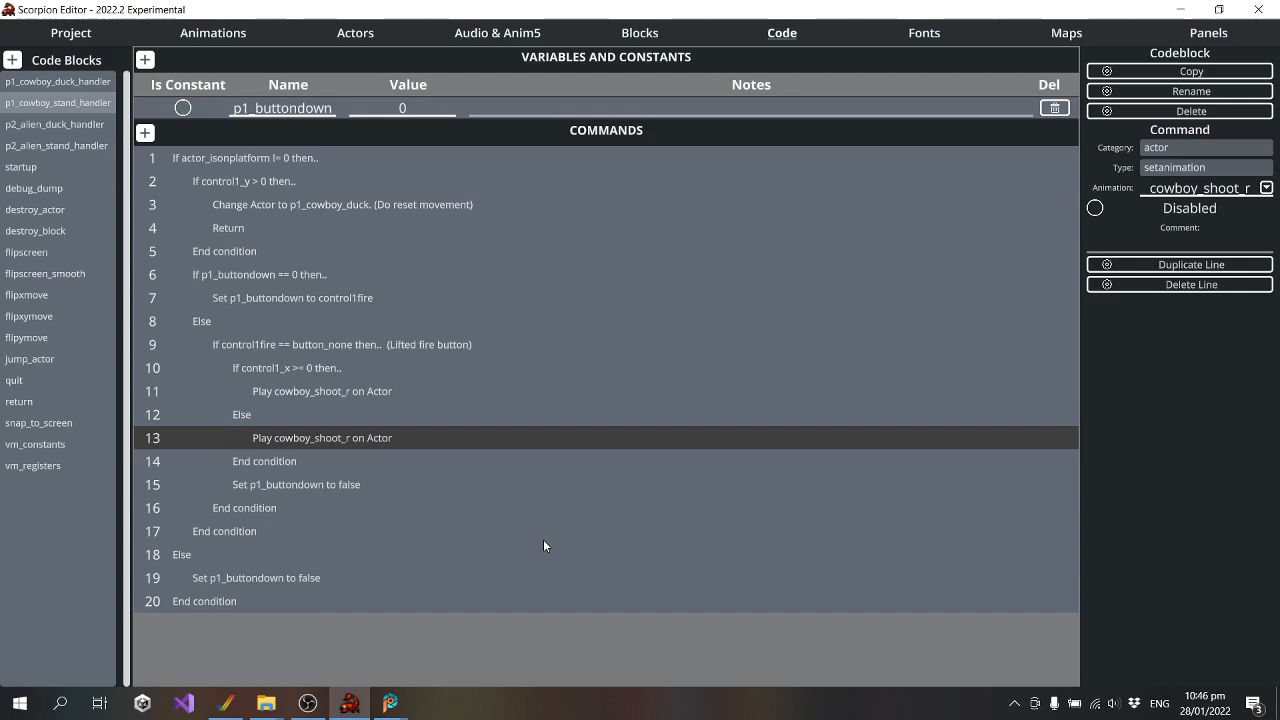 Scorpion Editor - 2022.2 Experimental
Project Animations Actors Audio & Anim5 Blocks Code Fonts Maps Panels
+ Code Blocks
p1_cowboy_duck_handler
p1_cowboy_stand_handler
p2_alien_duck_handler
p2_alien_stand_handler
startup
debug_dump
destroy_actor
destroy_block
flipscreen
flipscreen_smooth
flipxmove
flipxymove
flipymove
jump_actor
quit
return
snap_to_screen
vm_constants
vm_registers
+ VARIABLES AND CONSTANTS
Is Constant Name Value Notes Del
p1_buttondown 0
+ COMMANDS
1 If actor_isonplatform != 0 then..
2 If control1_y > 0 then..
3 Change Actor to p1_cowboy_duck. (Do reset movement)
4 Return
5 End condition
6 If p1_buttondown == 0 then..
7 Set p1_buttondown to control1fire
8 Else
9 If control1fire == button_none then.. (Lifted fire button)
10 If control1_x >= 0 then..
11 Play cowboy_shoot_r on Actor
12 Else
13 Play cowboy_shoot_r on Actor
14 End condition
15 Set p1_buttondown to false
16 End condition
17 End condition
18 Else
19 Set p1_buttondown to false
20 End condition
Codeblock
Copy
Rename
Delete
Command
Category: actor
Type: setanimation
Animation: cowboy_shoot_r
Disabled
Comment:
Duplicate Line
Delete Line
ENG
10:46 pm
28/01/2022
3